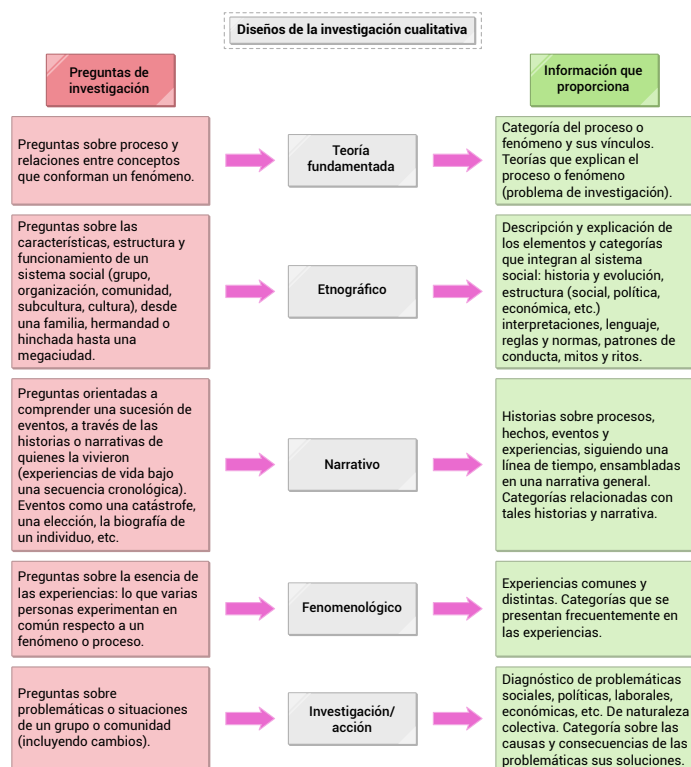 Diseños de la investigación cualitativa
Preguntas de
investigación
Información que
proporciona
Preguntas sobre proceso y
relaciones entre conceptos
que conforman un fenómeno.
Teoría
fundamentada
Categoría del proceso o
fenómeno y sus vínculos.
Teorías que explican el
proceso o fenómeno
(problema de investigación).
Preguntas sobre las
características, estructura y
funcionamiento de un
sistema social (grupo,
organización, comunidad,
subcultura, cultura), desde
una familia, hermandad o
hinchada hasta una
megaciudad.
Etnográfico
Descripción y explicación de
los elementos y categorías
que integran al sistema
social: historia y evolución,
estructura (social, política,
económica, etc.)
interpretaciones, lenguaje,
reglas y normas, patrones de
conducta, mitos y ritos.
Preguntas orientadas a
comprender una sucesión de
eventos, a través de las
historias o narrativas de
quienes la vivieron
(experiencias de vida bajo
una secuencia cronológica).
Eventos como una catástrofe,
una elección, la biografía de
un individuo, etc.
Narrativo
Historias sobre procesos,
hechos, eventos y
experiencias, siguiendo una
línea de tiempo, ensambladas
en una narrativa general.
Categorías relacionadas con
tales historias y narrativa.
Preguntas sobre la esencia de
las experiencias: lo que varias
personas experimentan en
común respecto a un
fenómeno o proceso.
Fenomenológico
Experiencias comunes y
distintas. Categorías que se
presentan frecuentemente en
las experiencias.
Preguntas sobre
problemáticas o situaciones
de un grupo o comunidad
(incluyendo cambios).
Investigación/
acción
Diagnóstico de problemáticas
sociales, políticas, laborales,
económicas, etc. De naturaleza
colectiva. Categoría sobre las
causas y consecuencias de las
problemáticas sus soluciones.